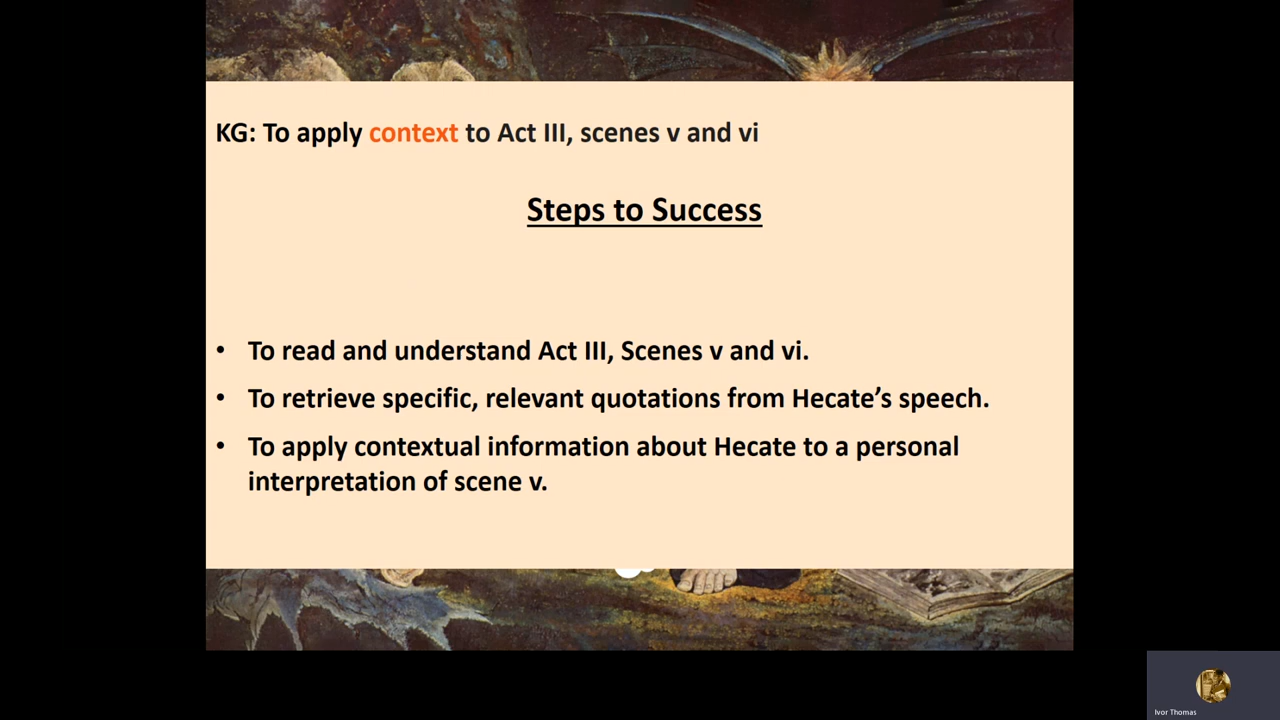 KG: To apply context to Act III, scenes v and vi
Steps to Success
• To read and understand Act III, Scenes v and vi.
• To retrieve specific, relevant quotations from Hecate’s speech.
• To apply contextual information about Hecate to a personal
interpretation of scene v.
Ivor Thomas